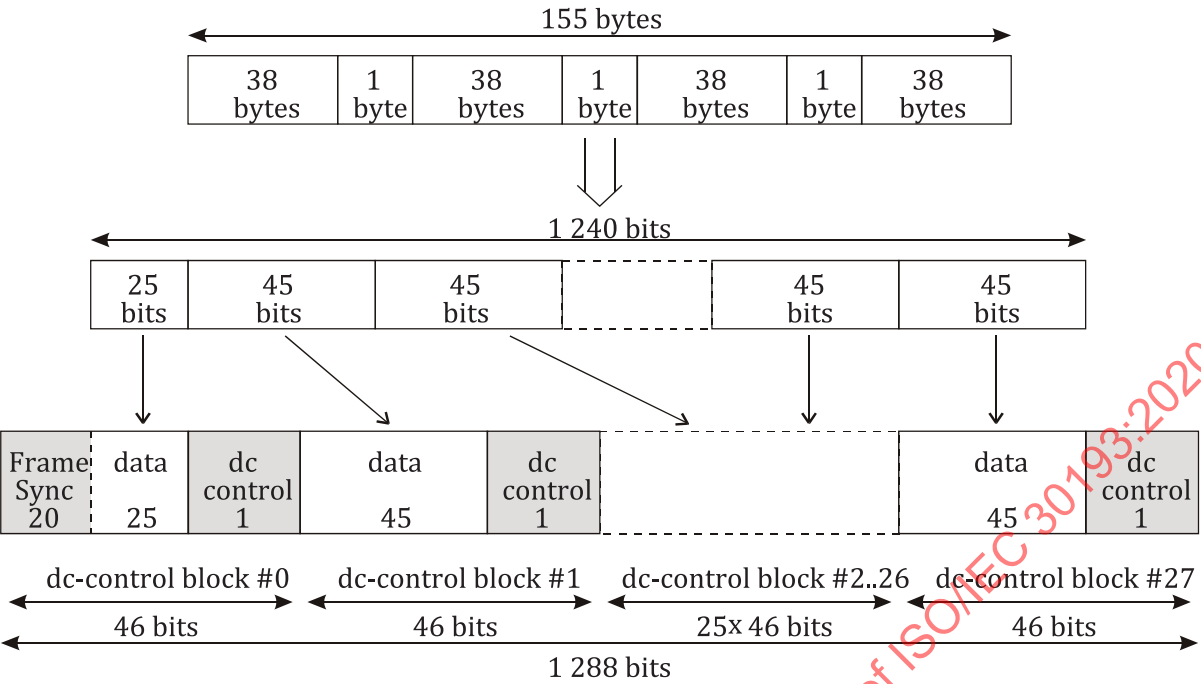 155 bytes
38 1 38 1 38 1 38
bytes byte bytes byte bytes byte bytes
1 240 bits
25 45 45 45 45
bits bits bits bits bits
Frame data dc data dc data dc
Sync control control control
20 25 1 45 1 45 1
dc-control block #0 dc-control block #1 dc-control block #2..26 dc-control block #27
46 bits 46 bits 25x 46 bits 46 bits
1 288 bits
of ISO/IEC 30193:2020